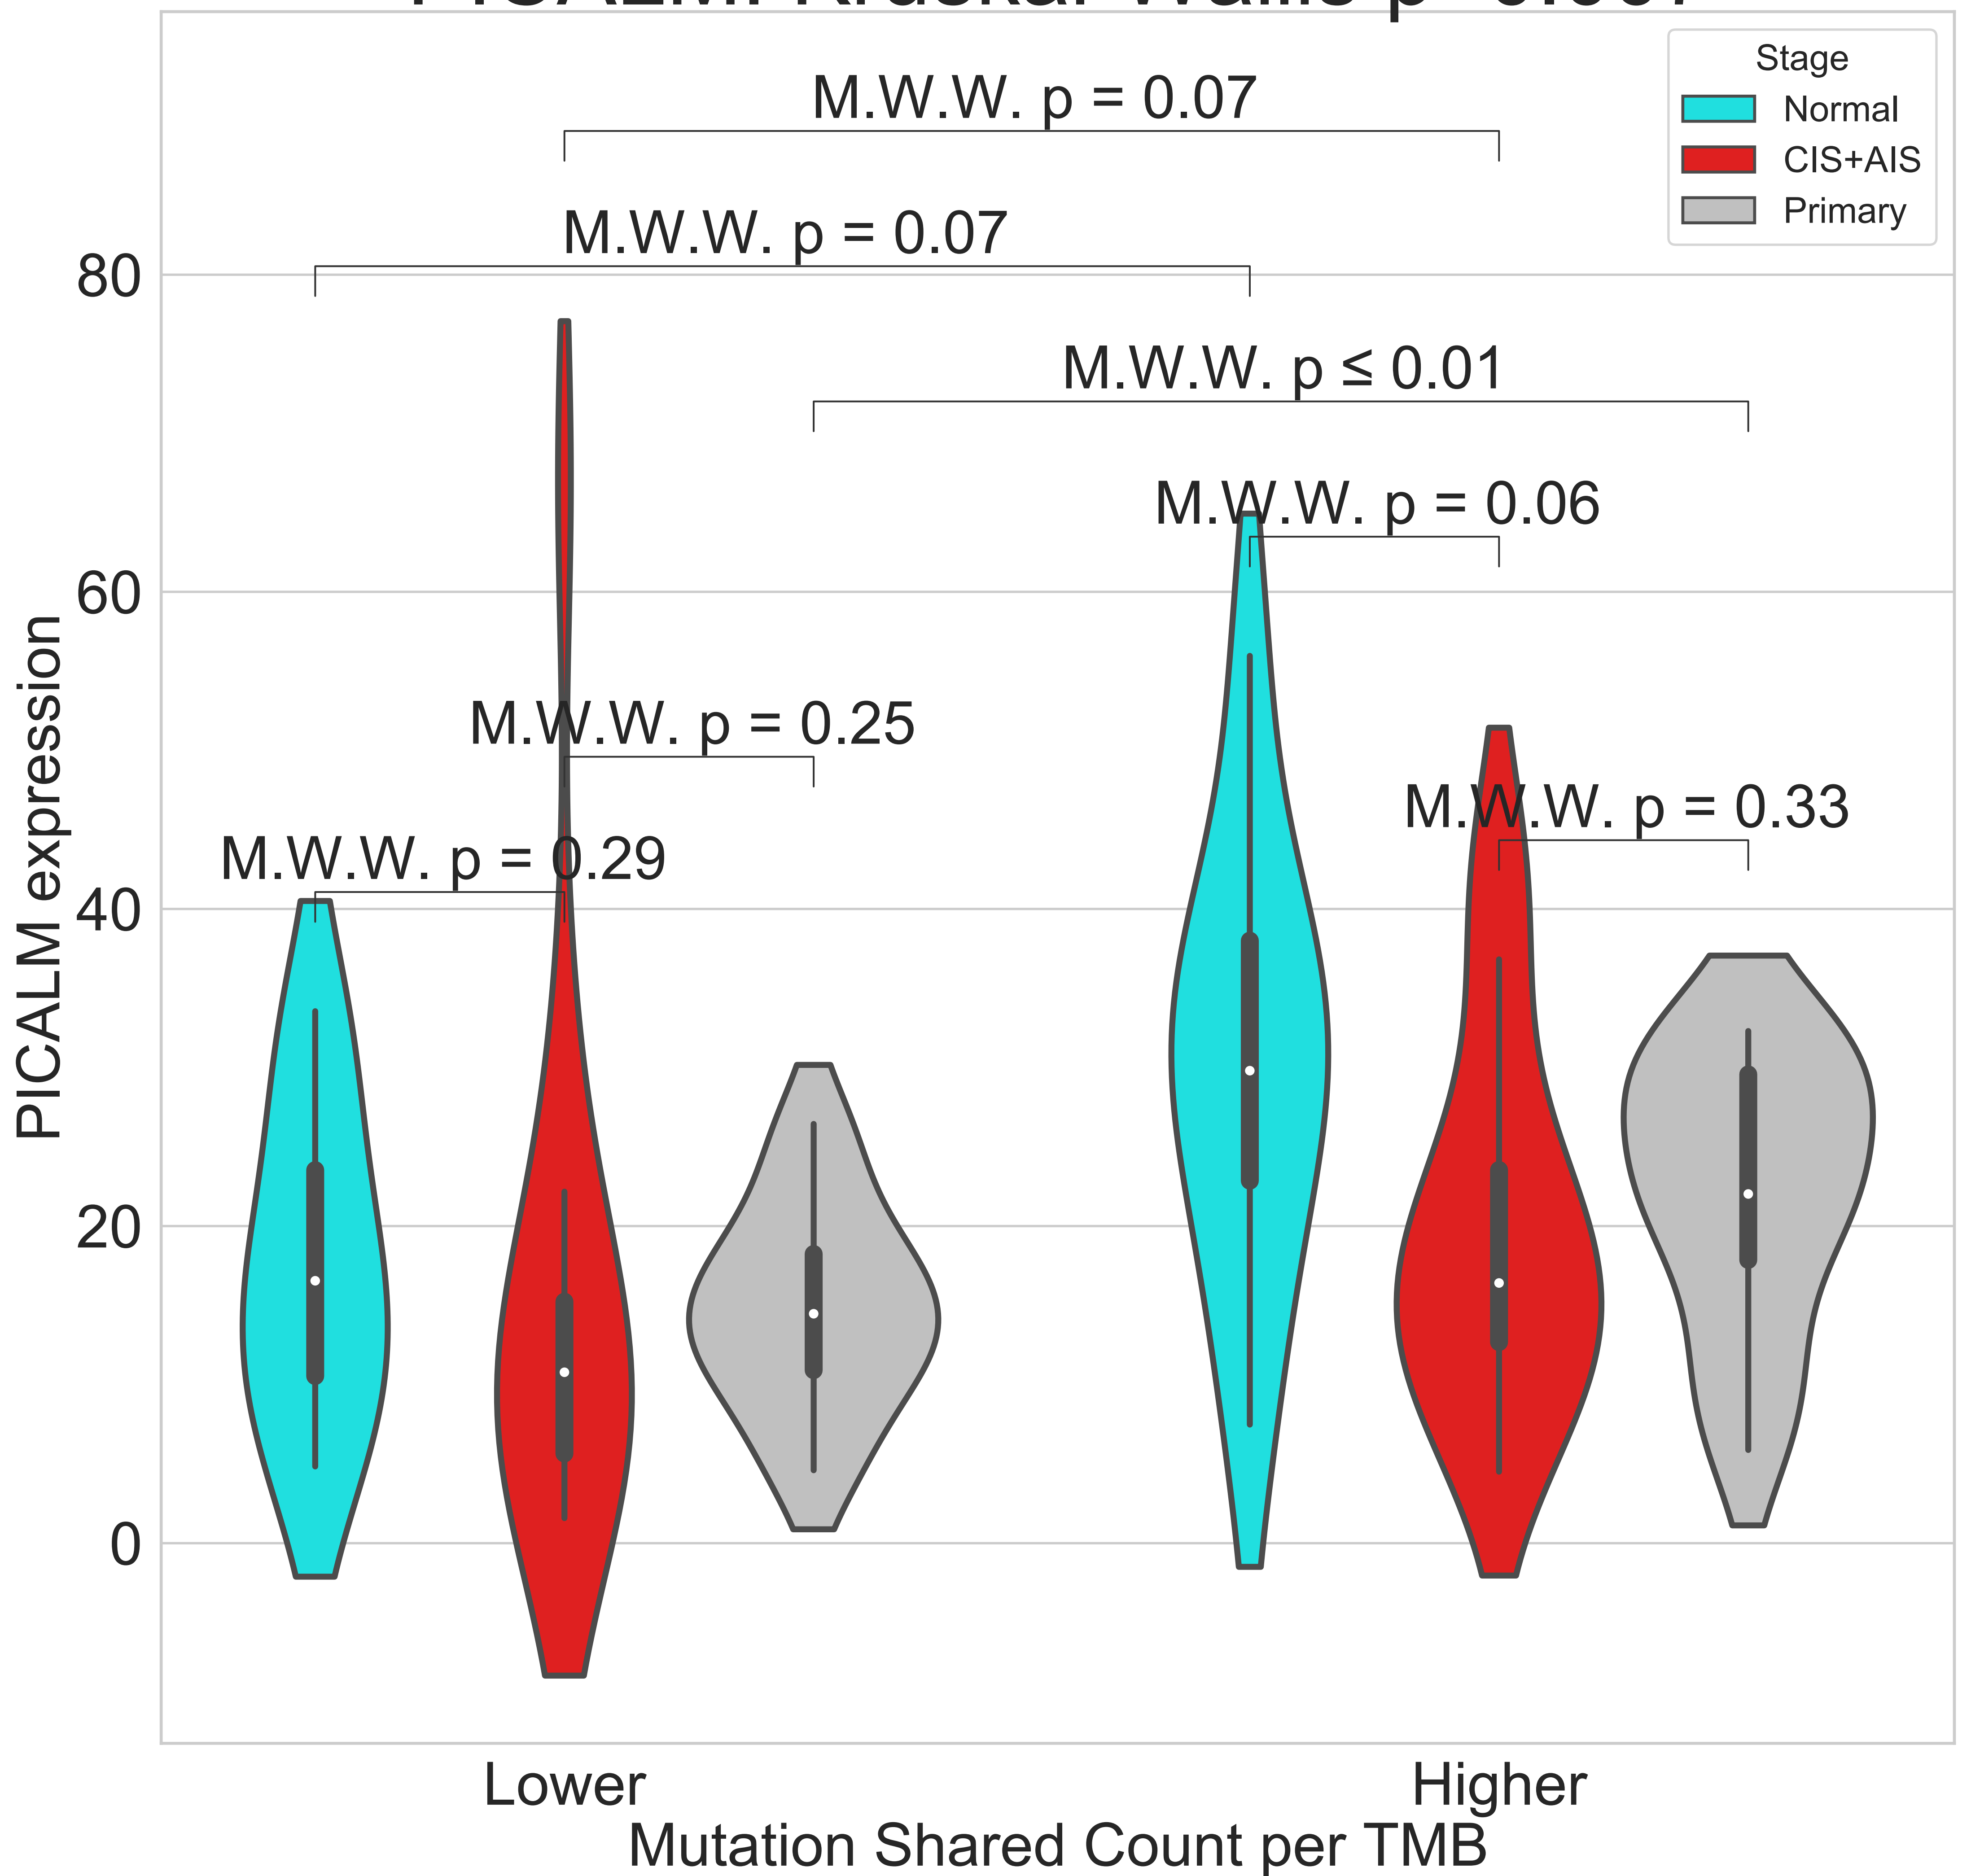 Stage
Normal
CIS+AIS
Primary
M.W.W. p = 0.07
M.W.W. p = 0.07
M.W.W. p ≤ 0.01
M.W.W. p = 0.06
M.W.W. p = 0.25
M.W.W. p = 0.33
M.W.W. p = 0.29
80
60
40
20
0
PICALM expression
Lower
Higher
Mutation Shared Count per TMB